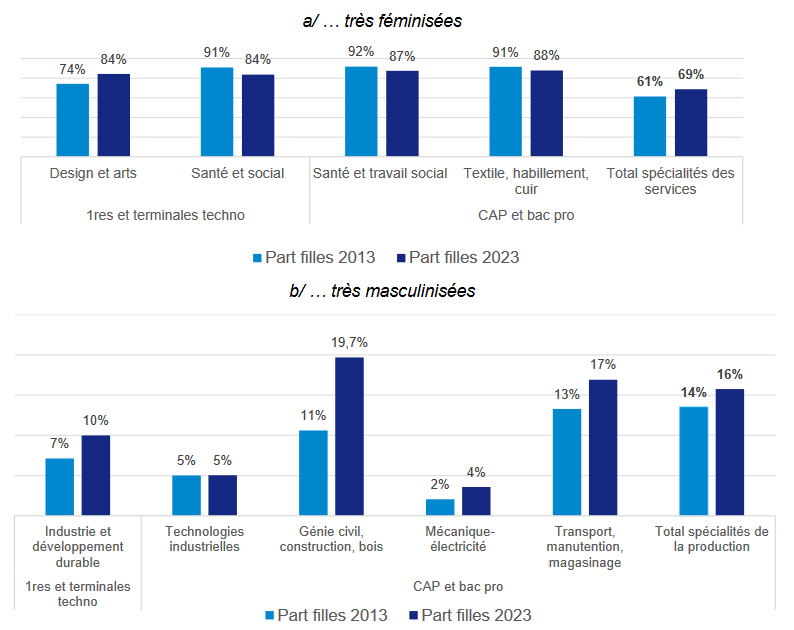 a/ … très féminisées
74%
84%
91%
84%
92%
87%
91%
88%
61%
69%
Design et arts
Santé et social
Santé et travail social
Textile, habillement,
cuir
Total spécialités des
services
1res et terminales techno
CAP et bac pro
Part filles 2013
Part filles 2023
b/ … très masculinisées
7%
10%
5%
5%
11%
19,7%
2%
4%
13%
17%
14%
16%
Industrie et
développement
durable
Technologies
industrielles
Génie civil,
construction, bois
Mécanique-
électricité
Transport,
manutention,
magasinage
Total spécialités de
la production
1res et terminales
techno
CAP et bac pro
Part filles 2013
Part filles 2023